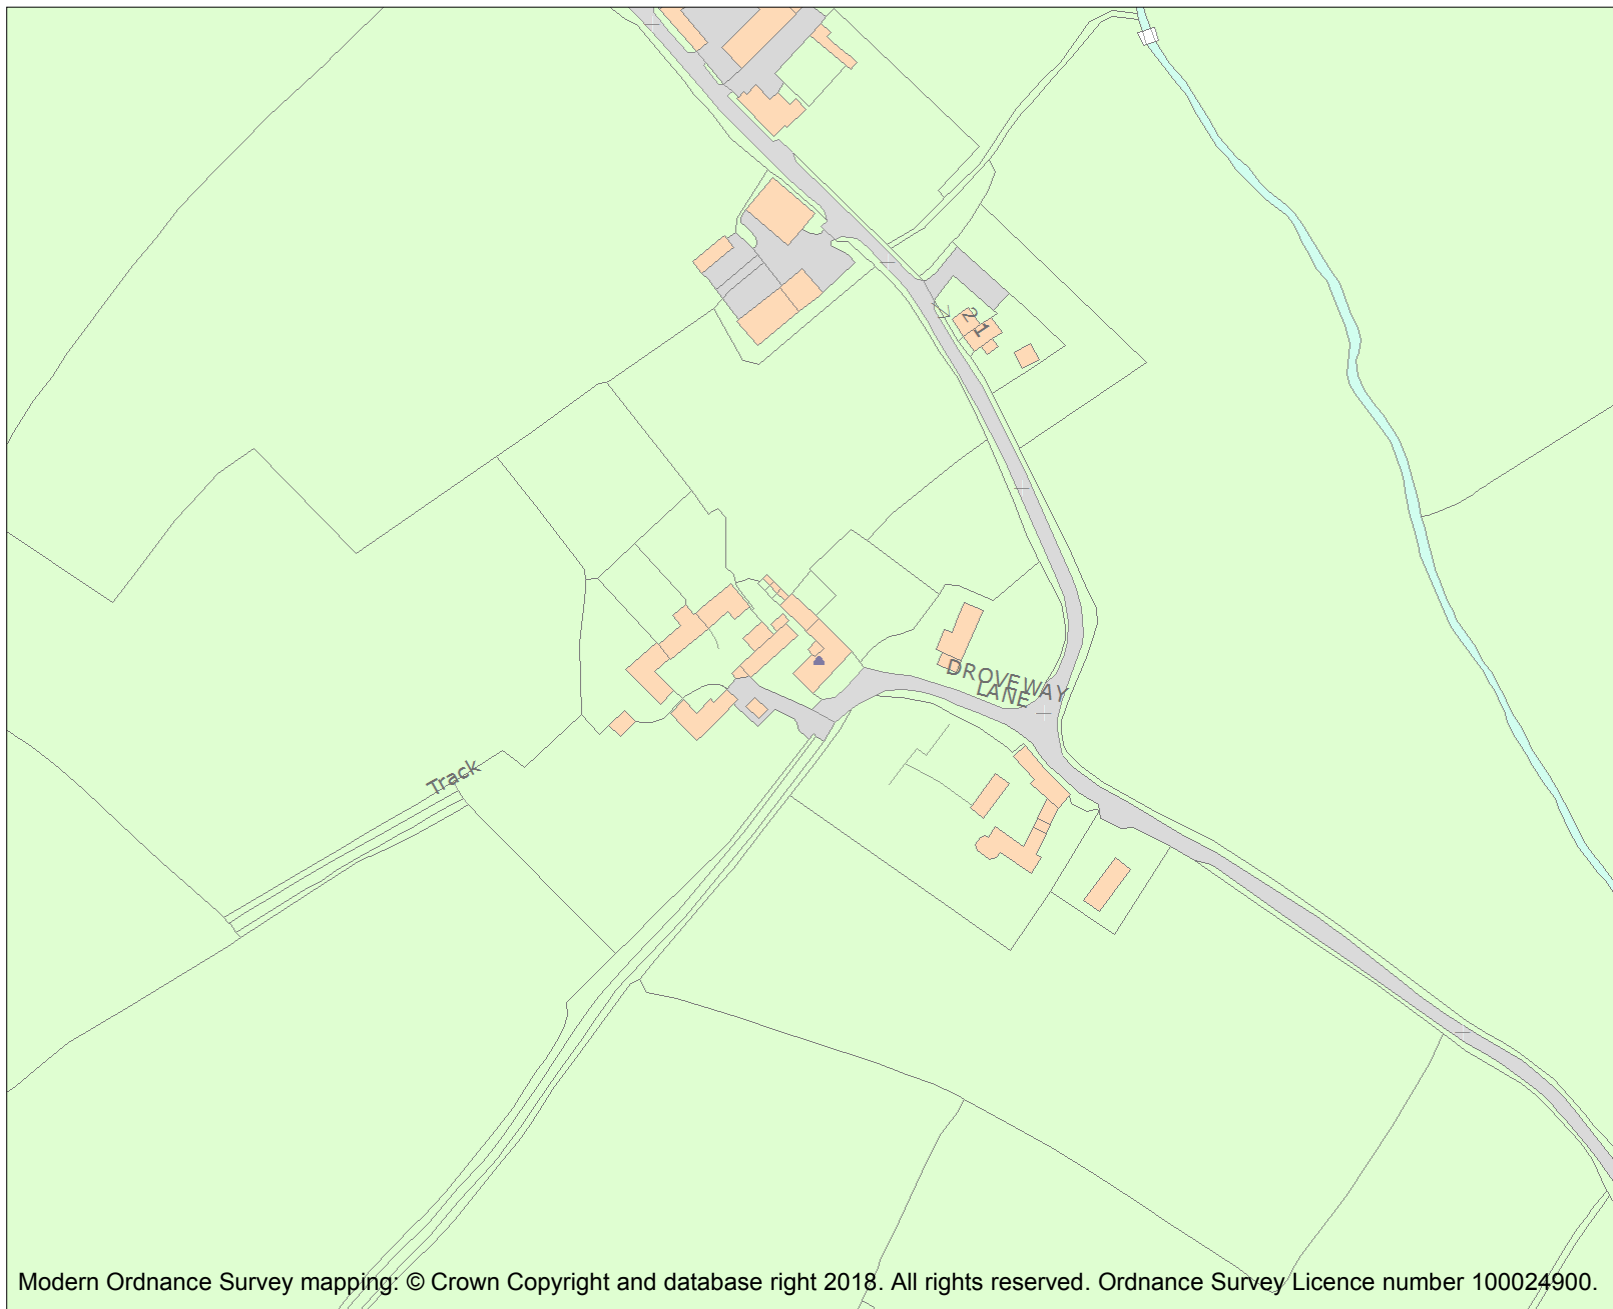 2
1
DROVEWAY
LANE
Track
Modern Ordnance Survey mapping: © Crown Copyright and database right 2018. All rights reserved. Ordnance Survey Licence number 100024900.